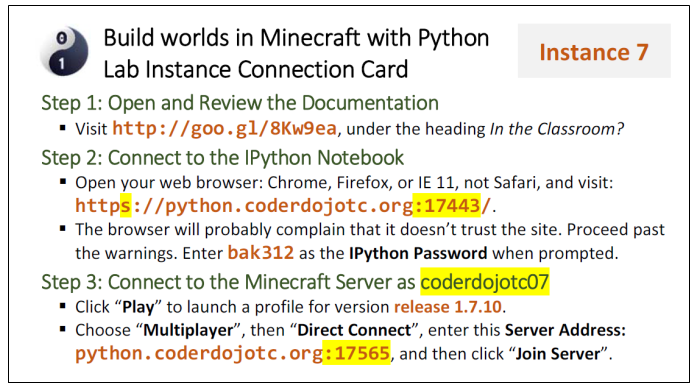 0
1
Build worlds in Minecraft with Python
Lab Instance Connection Card
Instance 7
Step 1: Open and Review the Documentation
▪ Visit http://goo.gl/8Kw9ea, under the heading In the Classroom?
Step 2: Connect to the IPython Notebook
▪ Open your web browser: Chrome, Firefox, or IE 11, not Safari, and visit:
https://python.coderdojotc.org:17443/.
▪ The browser will probably complain that it doesn’t trust the site. Proceed past
the warnings. Enter bak312 as the IPython Password when prompted.
Step 3: Connect to the Minecraft Server as coderdojotc07
▪ Click “Play” to launch a profile for version release 1.7.10.
▪ Choose “Multiplayer”, then “Direct Connect”, enter this Server Address:
python.coderdojotc.org:17565, and then click “Join Server”.